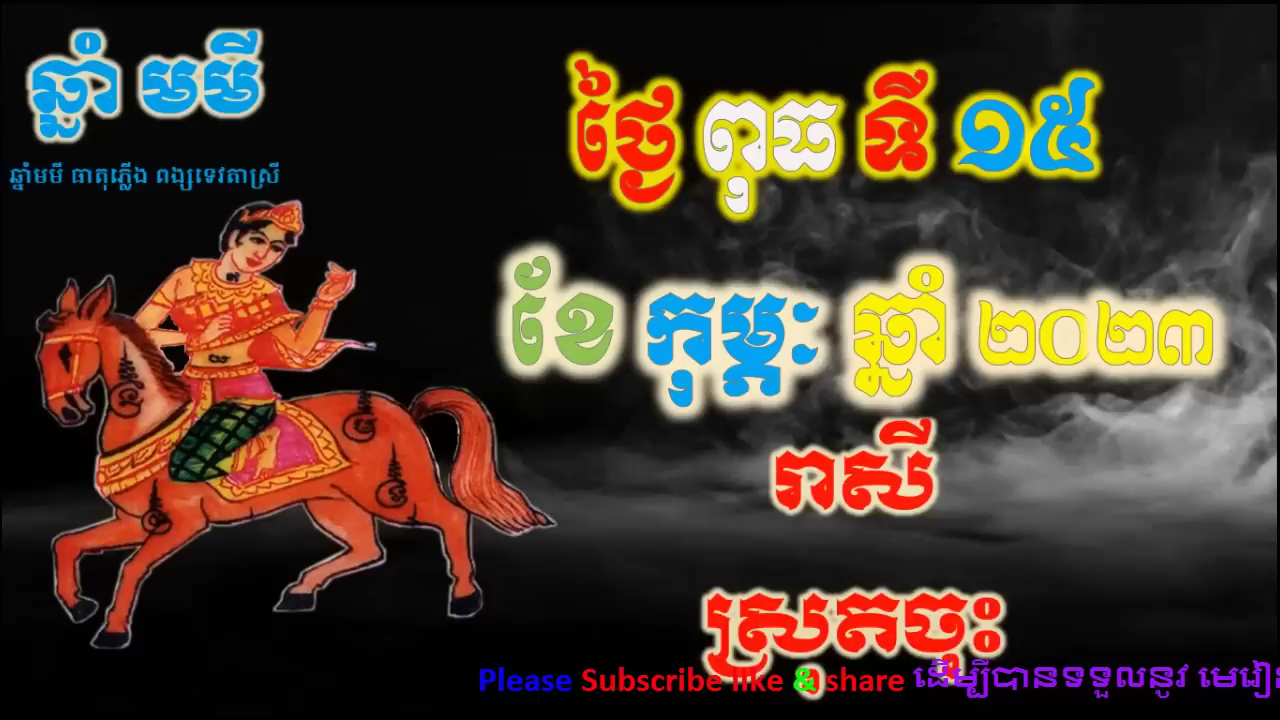 ឆ្នាំ មមី
ឆ្នាំមមី ធាតុភ្លើង ពង្សទេវតាស្រី
ថ្ងៃ ពុធ ទី ១៥
ខែ កុម្ភៈ ឆ្នាំ ២០២៣
រាសី
ស្រុតចុះ
Please Subscribe like & share ដើម្បីបានទទួលនូវ មេរៀន